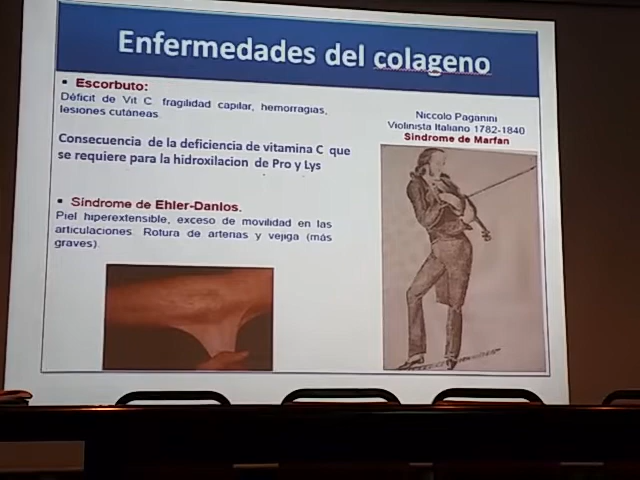 Enfermedades del colageno
Escorbuto:
Déficit de Vit C fragilidad capilar, hemorragias,
lesiones cutáneas
Consecuencia de la deficiencia de vitamina C que
se requiere para la hidroxilacion de Pro y Lys
Síndrome de Ehler-Danlos.
Piel hiperextensible, exceso de movilidad en las
articulaciones. Rotura de arterias y vejiga (más
graves)
Niccolo Paganini
Violinista Italiano 1782-1840
Síndrome de Marfan